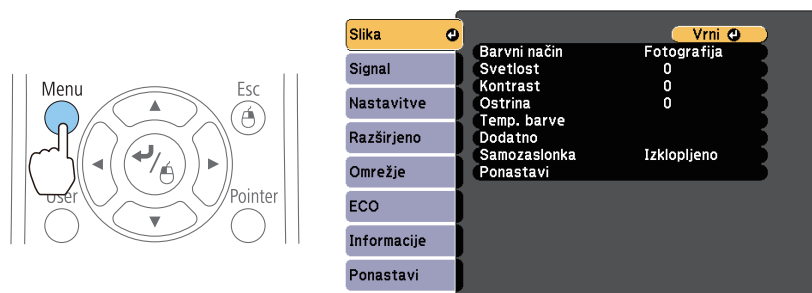 Menu
Esc
User
Pointer
Slika
Signal
Nastavitve
Razširjeno
Omrežje
ECO
Informacije
Ponastavi
Vrni
Barvni način Fotografija
Svetlost 0
Kontrast 0
Ostrina 0
Temp. barve
Dodatno
Samozaslonka Izklopljeno
Ponastavi